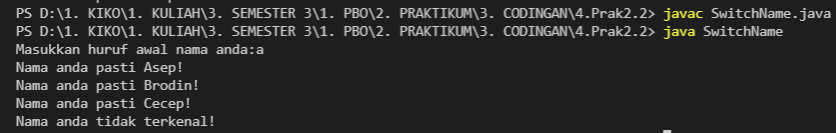 PS D:\1. KIKO\1. KULIAH\3. SEMESTER 3\1. PBO\2. PRAKTIKUM\3. CODINGAN\4.Prak2.2> javac SwitchName.java
PS D:\1. KIKO\1. KULIAH\3. SEMESTER 3\1. PBO\2. PRAKTIKUM\3. CODINGAN\4.Prak2.2> java SwitchName
Masukkan huruf awal nama anda:a
Nama anda pasti Asep!
Nama anda pasti Brodin!
Nama anda pasti Cecep!
Nama anda tidak terkenal!